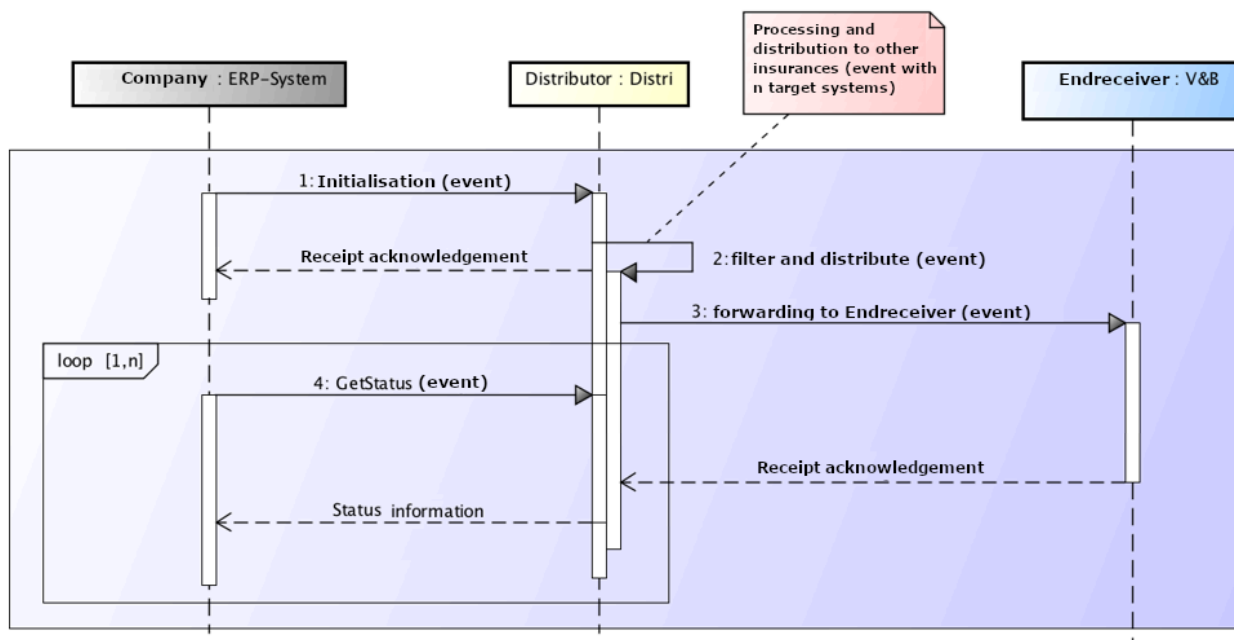 Processing and
distribution to other
insurances (event with
n target systems)
Company : ERP-System
Distributor : Distri
Endreceiver : V&B
1: Initialisation (event)
Receipt acknowledgement
2: filter and distribute (event)
3: forwarding to Endreceiver (event)
loop [1,n]
4: GetStatus (event)
Receipt acknowledgement
Status information